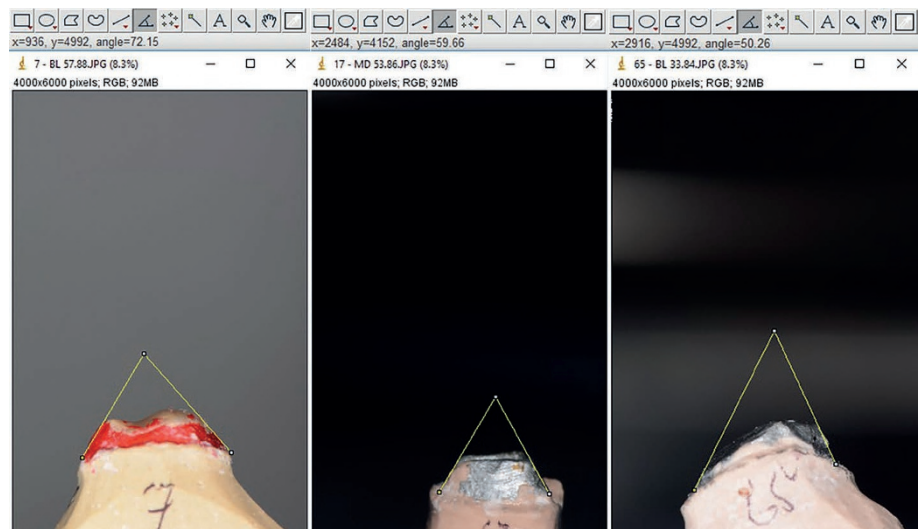 x=936, y=4992, angle=72.15
7 - BL 57.88.JPG (8.3%)
4000x6000 pixels; RGB; 92MB
7
x=2484, y=4152, angle=59.66
17 - MD 53.86.JPG (8.3%)
4000x6000 pixels; RGB; 92MB
x=2916, y=4992, angle=50.26
65 - BL 33.84.JPG (8.3%)
4000x6000 pixels; RGB; 92MB
65